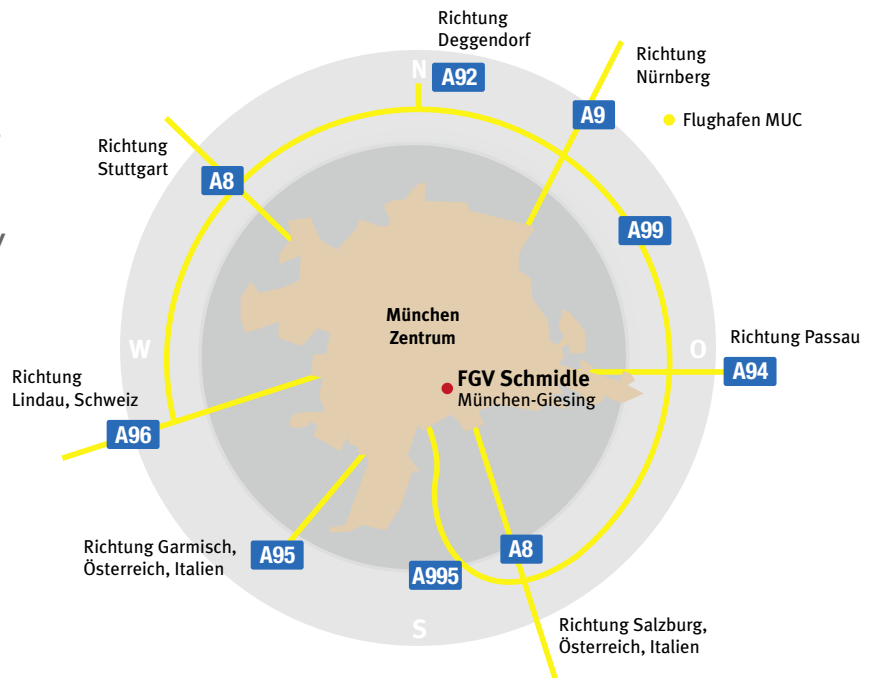 Richtung
Deggendorf
N
A92
Richtung
Nürnberg
A9
Flughafen MUC
Richtung
Stuttgart
A8
A99
München
Zentrum
W
O
Richtung Passau
A94
FGV Schmidle
München-Giesing
Richtung
Lindau, Schweiz
A96
Richtung Garmisch,
Österreich, Italien
A95
A8
A995
S
Richtung Salzburg,
Österreich, Italien